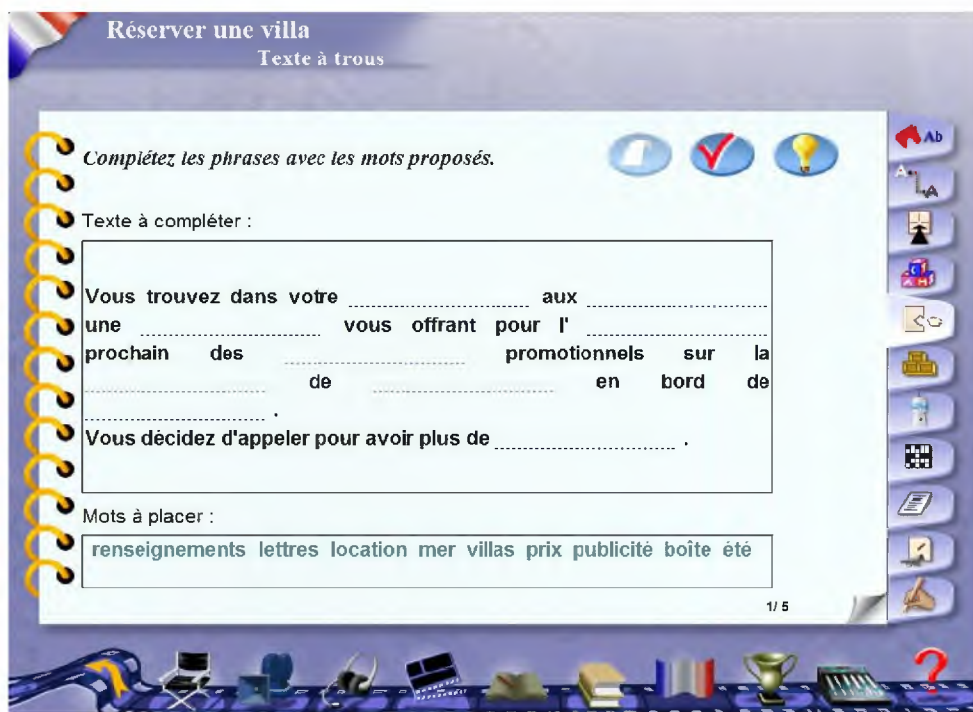 Réserver une villa
Texte à trous
Complétez les phrases avec les mots proposés.
Ab
Texte à compléter :
Vous trouvez dans votre ........................ aux ........................
une ........................ vous offrant pour l' ........................
prochain des ........................ promotionnels sur la
........................ de ........................ en bord de
........................ .
Vous décidez d'appeler pour avoir plus de ........................ .
Mots à placer :
renseignements lettres location mer villas prix publicité boîte été
1/ 5
?